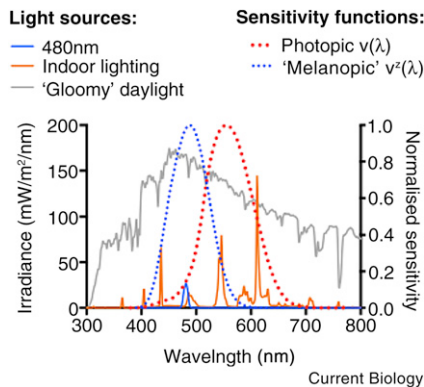 Light sources:
480nm
Indoor lighting
‘Gloomy’ daylight
Sensitivity functions:
Photopic v(λ)
‘Melanopic’ vᶻ(λ)
Irradiance (mW/m²/nm)
200
150
100
50
0
300 400 500 600 700 800
Wavelength (nm)
1.0
0.8
0.6
0.4
0.2
0.0
Normalised sensitivity
Current Biology